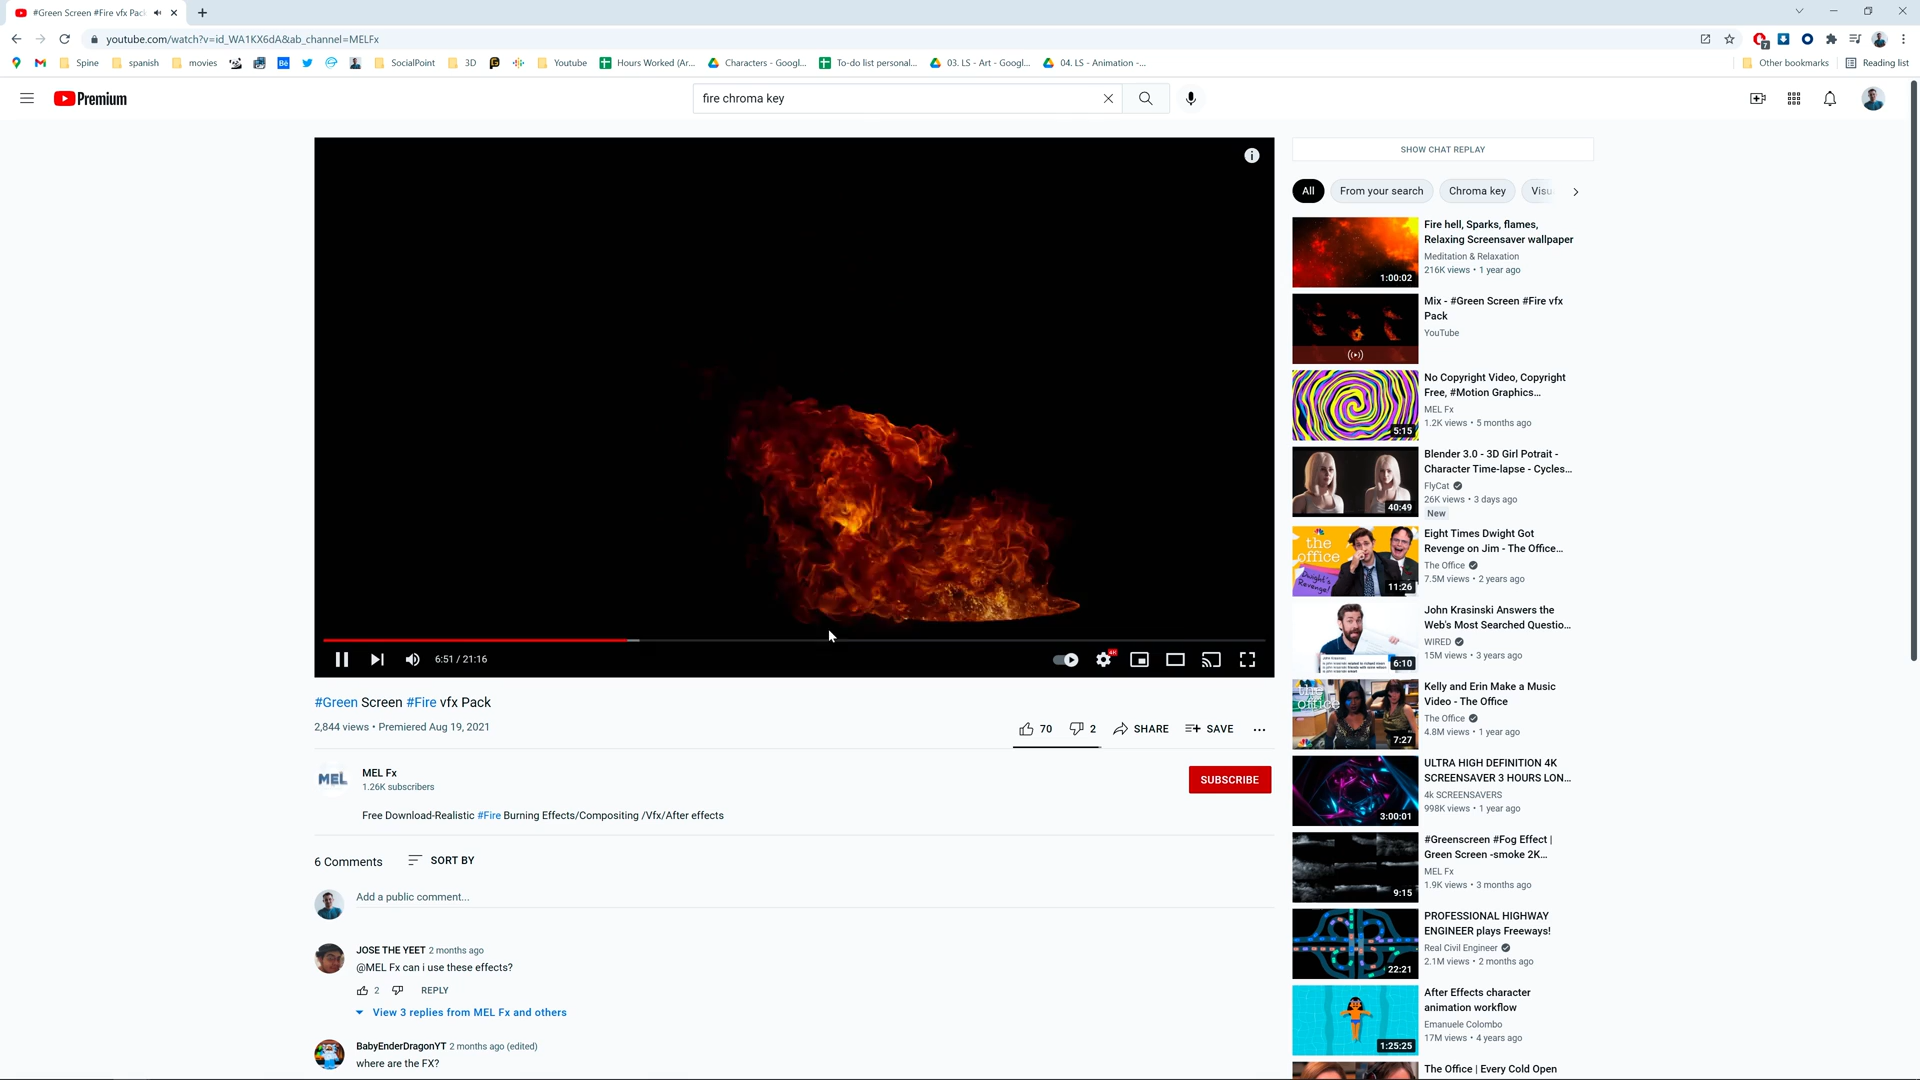 #Green Screen #Fire vfx Pac
youtube.com/watch?v=id_WA1KX6dA&ab_channel=MELFx
7
Spine
spanish
movies
SocialPoint
3D
Youtube
Hours Worked (Ar...
Characters - Googl...
To-do list personal...
03. LS - Art - Googl...
04. LS - Animation -...
Other bookmarks
Reading list
Premium
fire chroma key
6:51 / 21:16
#Green Screen #Fire vfx Pack
2,844 views • Premiered Aug 19, 2021
70
2
SHARE
SAVE
MEL
MEL Fx
1.26K subscribers
SUBSCRIBE
Free Download-Realistic #Fire Burning Effects/Compositing /Vfx/After effects
6 Comments
SORT BY
Add a public comment...
JOSE THE YEET 2 months ago
@MEL Fx can i use these effects?
2
REPLY
View 3 replies from MEL Fx and others
BabyEnderDragonYT 2 months ago (edited)
where are the FX?
SHOW CHAT REPLAY
All
From your search
Chroma key
Visu
Fire hell, Sparks, flames,
Relaxing Screensaver wallpaper
Meditation & Relaxation
216K views • 1 year ago
1:00:02
Mix - #Green Screen #Fire vfx
Pack
YouTube
No Copyright Video, Copyright
Free, #Motion Graphics...
MEL Fx
1.2K views • 5 months ago
5:15
Blender 3.0 - 3D Girl Potrait -
Character Time-lapse - Cycles...
FlyCat
26K views • 3 days ago
New
40:49
Eight Times Dwight Got
Revenge on Jim - The Office...
The Office
7.5M views • 2 years ago
the
office
Dwight's
Revenge!
11:26
John Krasinski Answers the
Web's Most Searched Questio...
WIRED
15M views • 3 years ago
6:10
Kelly and Erin Make a Music
Video - The Office
The Office
4.8M views • 1 year ago
the
office
7:27
ULTRA HIGH DEFINITION 4K
SCREENSAVER 3 HOURS LON...
4k SCREENSAVERS
998K views • 1 year ago
3:00:01
#Greenscreen #Fog Effect |
Green Screen -smoke 2K...
MEL Fx
1.9K views • 3 months ago
9:15
PROFESSIONAL HIGHWAY
ENGINEER plays Freeways!
Real Civil Engineer
2.1M views • 2 months ago
22:21
After Effects character
animation workflow
Emanuele Colombo
17M views • 4 years ago
1:25:25
The Office | Every Cold Open